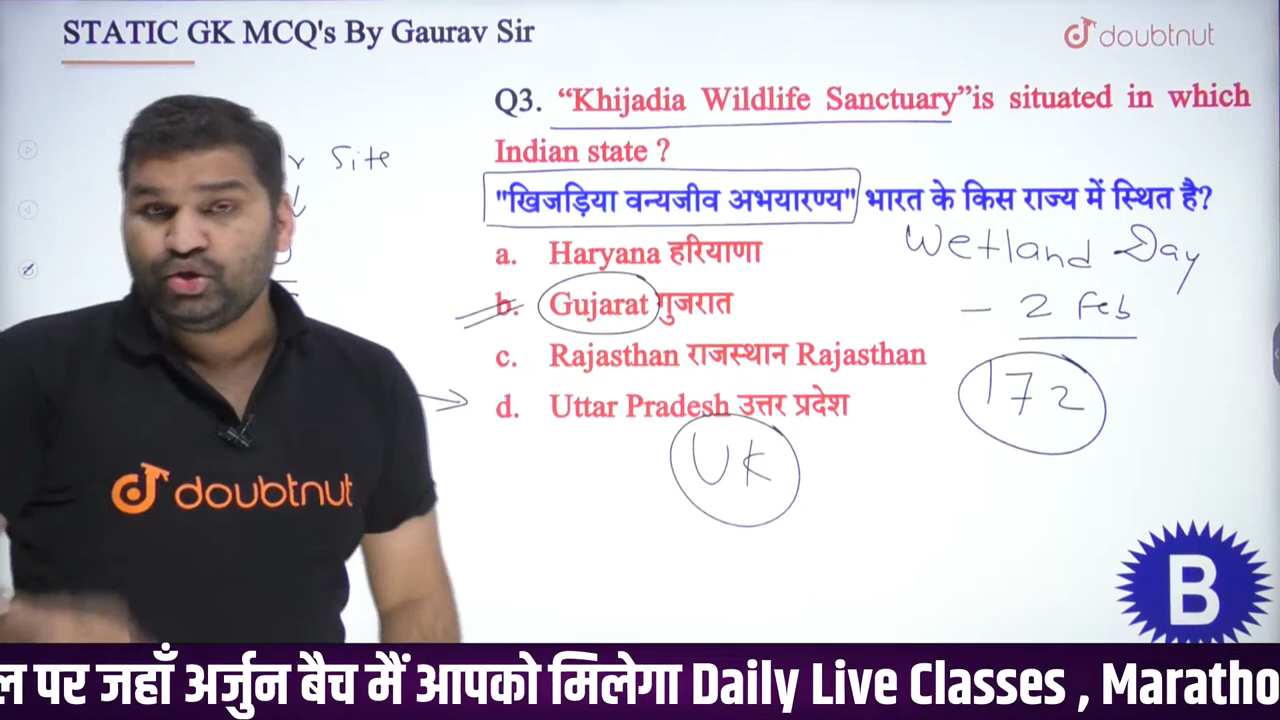 STATIC GK MCQ's By Gaurav Sir
doubtnut
Q3. “Khijadia Wildlife Sanctuary”is situated in which
Indian state ?
Site
"खिजड़िया वन्यजीव अभयारण्य" भारत के किस राज्य में स्थित है?
Wetland Day
a. Haryana हरियाणा
b. Gujarat गुजरात
- 2 Feb
c. Rajasthan राजस्थान Rajasthan
172
d. Uttar Pradesh उत्तर प्रदेश
UK
doubtnut
B
ल पर जहाँ अर्जुन बैच मैं आपको मिलेगा Daily Live Classes , Maratho